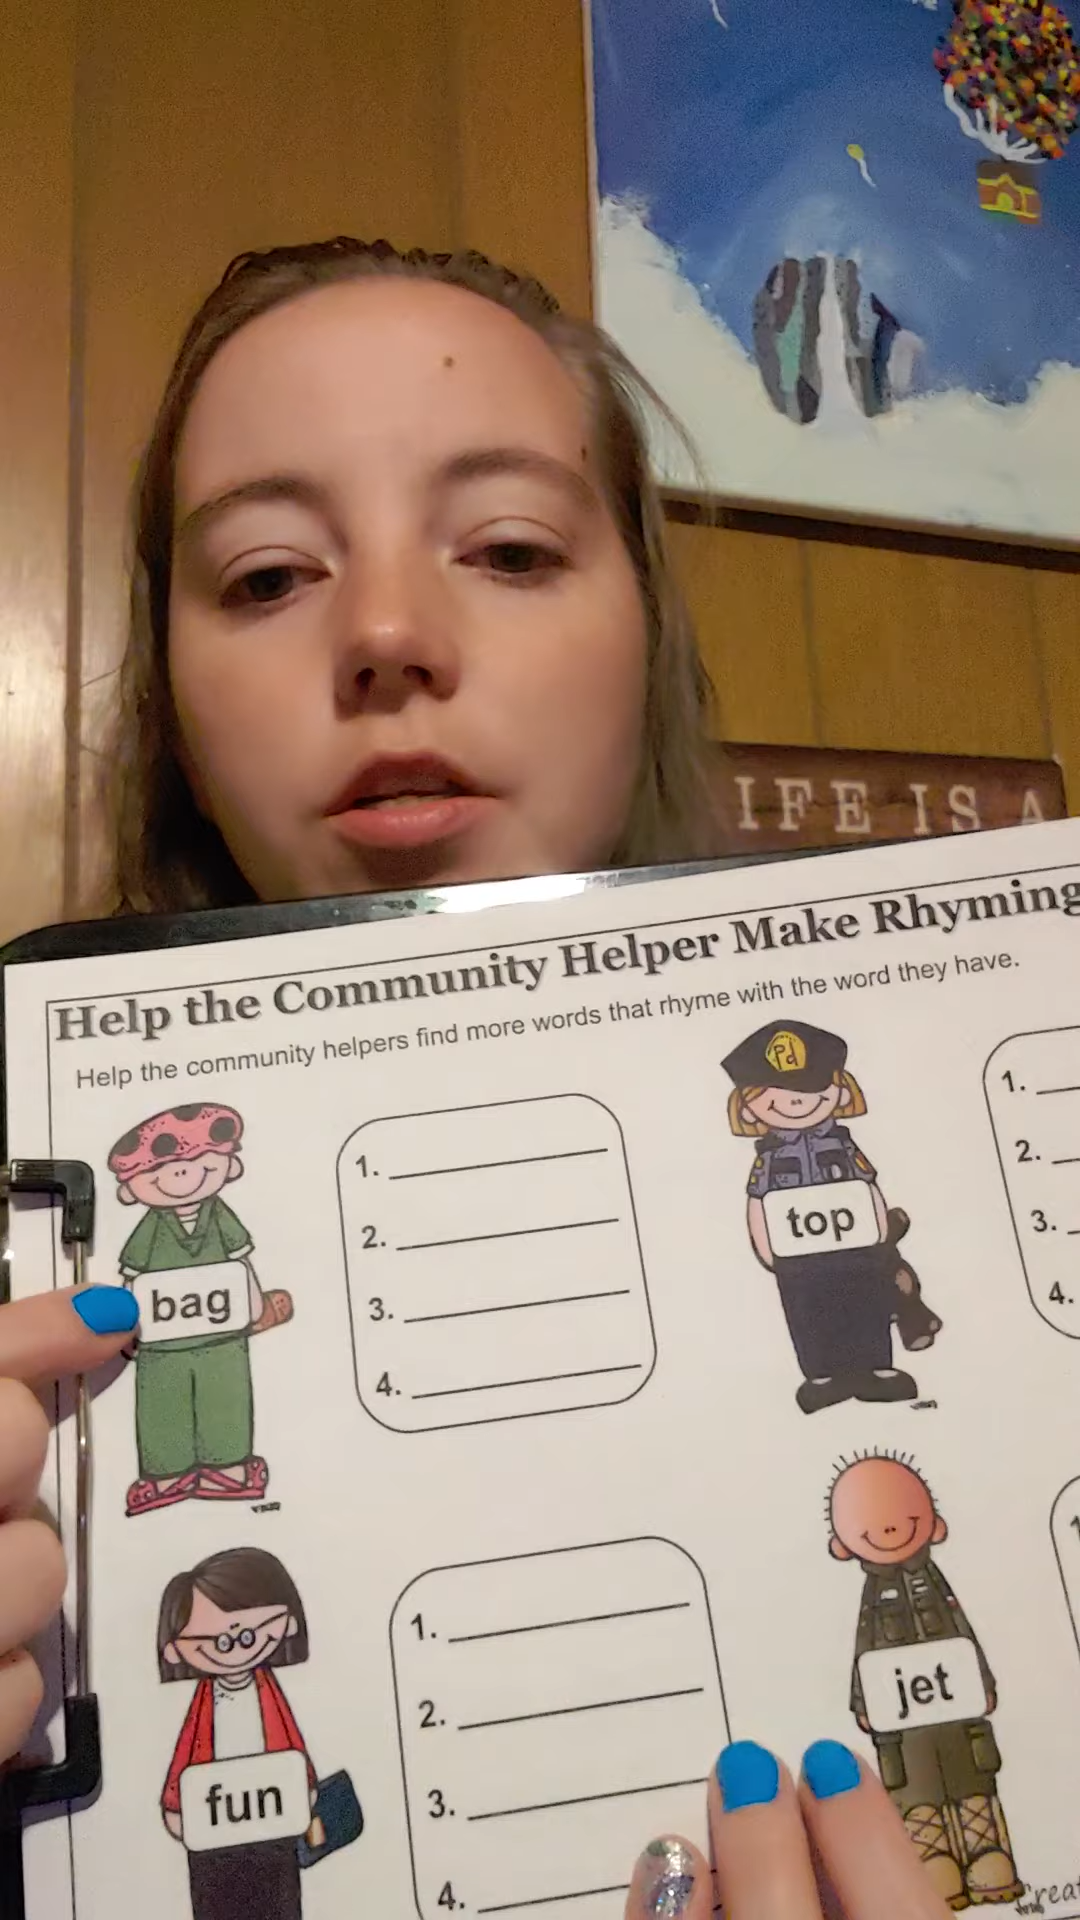 IFE IS A
Help the Community Helper Make Rhyming
Help the community helpers find more words that rhyme with the word they have.
Pd
bag
1.
2.
3.
4.
top
1.
2.
3.
4.
fun
1.
2.
3.
4.
jet